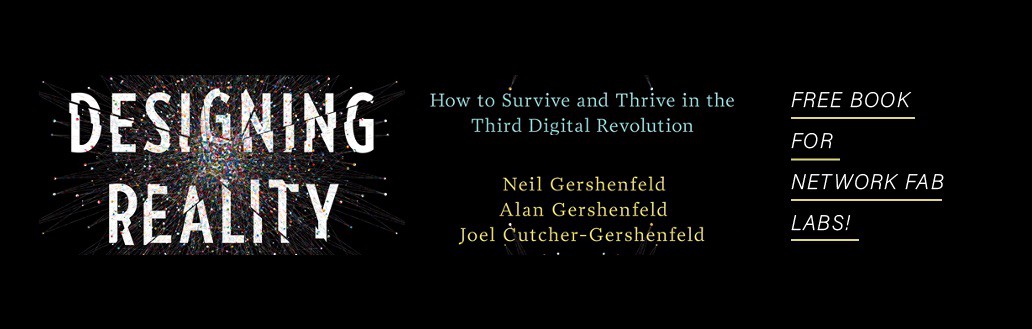 DESIGNING
REALITY
How to Survive and Thrive in the
Third Digital Revolution
Neil Gershenfeld
Alan Gershenfeld
Joel Cutcher-Gershenfeld
FREE BOOK
FOR
NETWORK FAB
LABS!